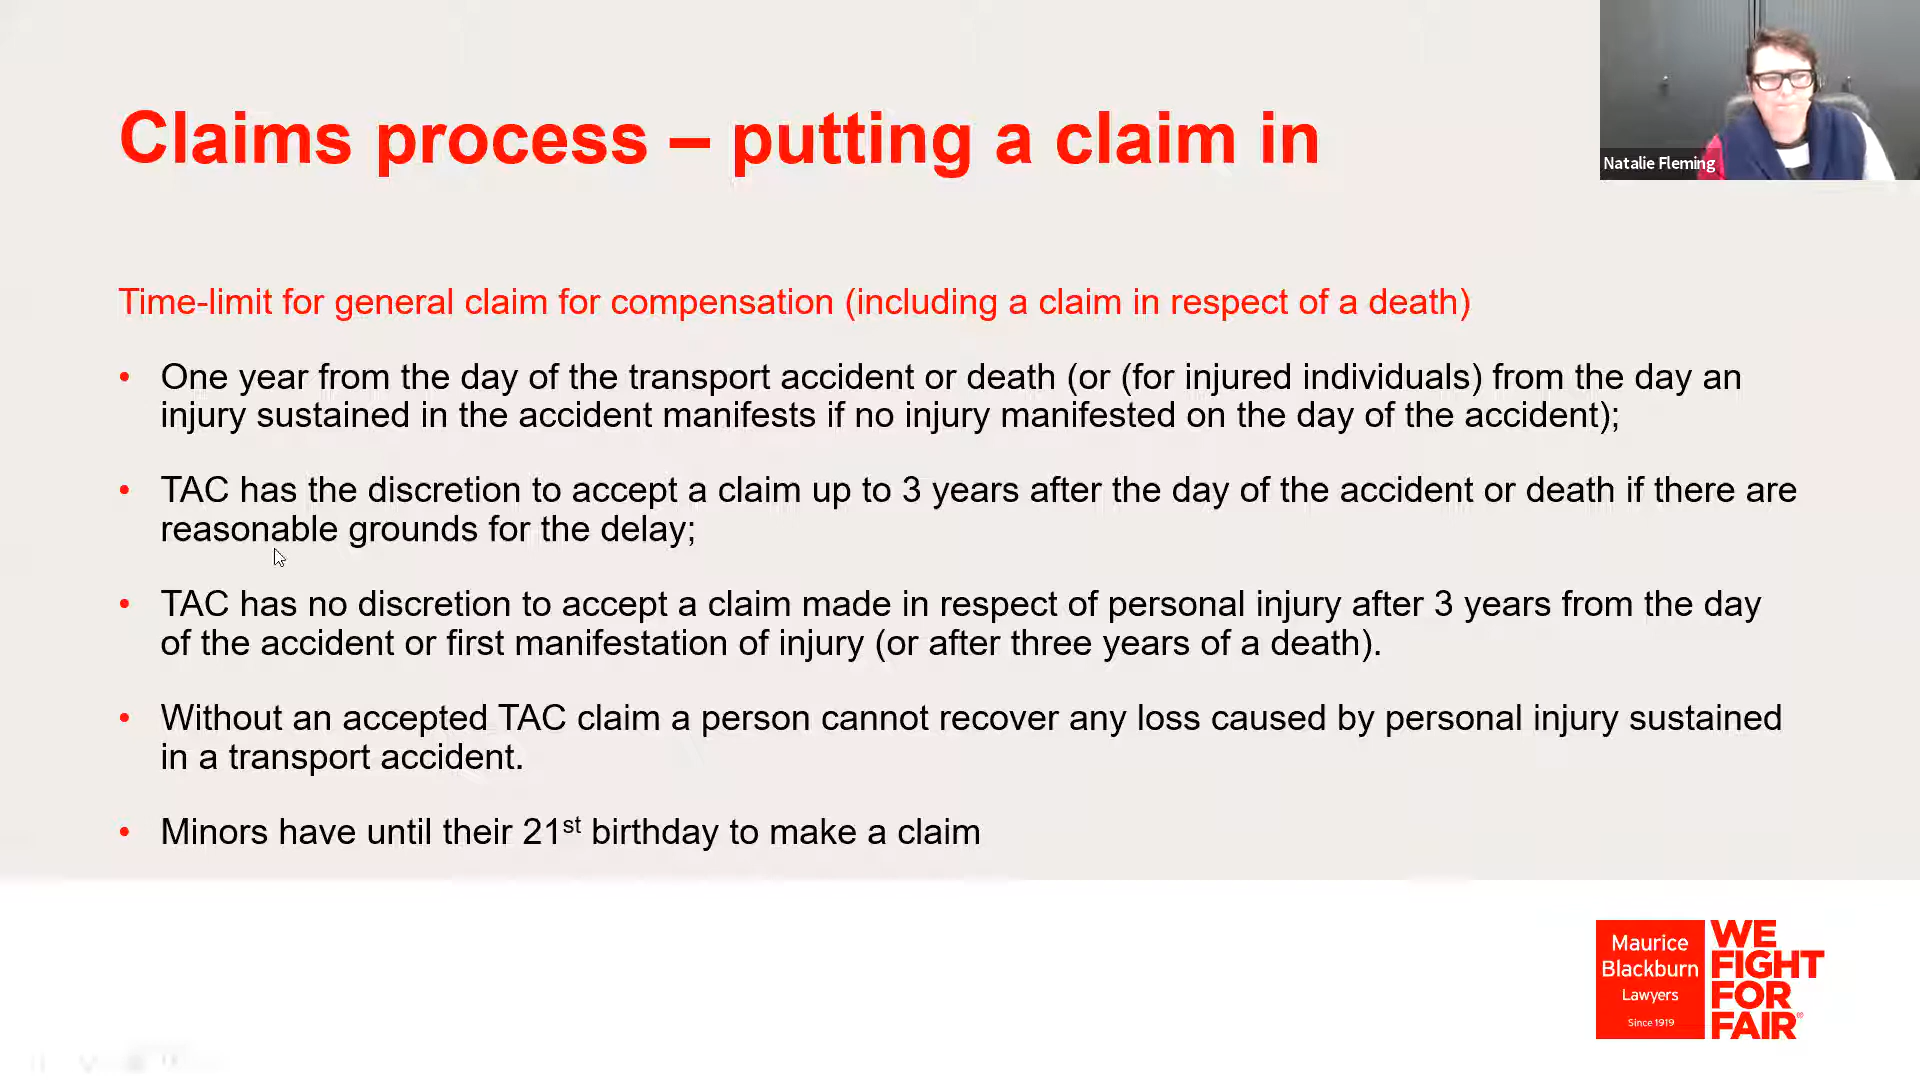 Claims process – putting a claim in
Natalie Fleming
Time-limit for general claim for compensation (including a claim in respect of a death)
• One year from the day of the transport accident or death (or (for injured individuals) from the day an
injury sustained in the accident manifests if no injury manifested on the day of the accident);
• TAC has the discretion to accept a claim up to 3 years after the day of the accident or death if there are
reasonable grounds for the delay;
• TAC has no discretion to accept a claim made in respect of personal injury after 3 years from the day
of the accident or first manifestation of injury (or after three years of a death).
• Without an accepted TAC claim a person cannot recover any loss caused by personal injury sustained
in a transport accident.
• Minors have until their 21st birthday to make a claim
Maurice
Blackburn
Lawyers
Since 1919
WE
FIGHT
FOR
FAIR®